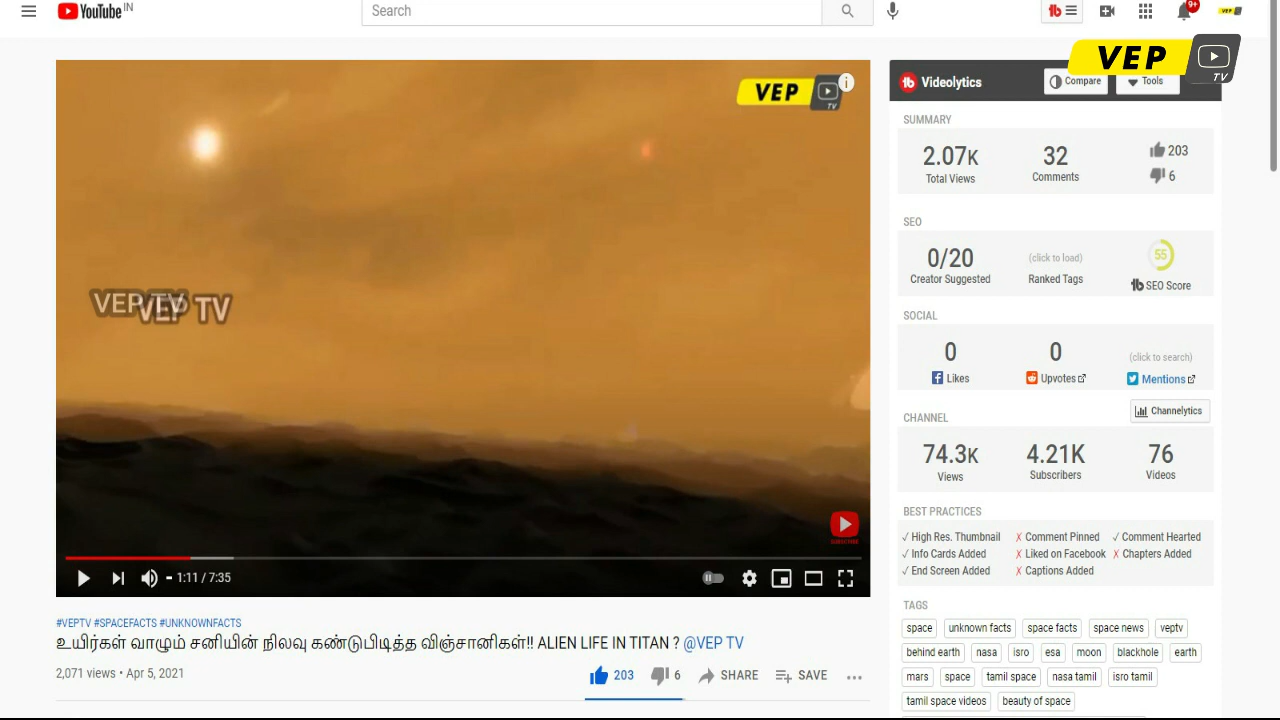 YouTube IN
Search
9+
VEP
VEP TV
VEP TV
VEP TV
VEP TV
SUBSCRIBE
1:11 / 7:35
#VEPTV #SPACEFACTS #UNKNOWNFACTS
உயிர்கள் வாழும் சனியின் நிலவு கண்டுபிடித்த விஞ்சானிகள்!! ALIEN LIFE IN TITAN ? @VEP TV
2,071 views • Apr 5, 2021
203 6 SHARE SAVE
Videolytics Compare Tools
SUMMARY
2.07K 32 203
Total Views Comments 6
SEO
0/20 (click to load) 55
Creator Suggested Ranked Tags SEO Score
SOCIAL
0 0 (click to search)
Likes Upvotes Mentions
CHANNEL Channelytics
74.3K 4.21K 76
Views Subscribers Videos
BEST PRACTICES
✓ High Res. Thumbnail ✗ Comment Pinned ✓ Comment Hearted
✓ Info Cards Added ✗ Liked on Facebook ✗ Chapters Added
✓ End Screen Added ✗ Captions Added
TAGS
space unknown facts space facts space news veptv
behind earth nasa isro esa moon blackhole earth
mars space tamil space nasa tamil isro tamil
tamil space videos beauty of space